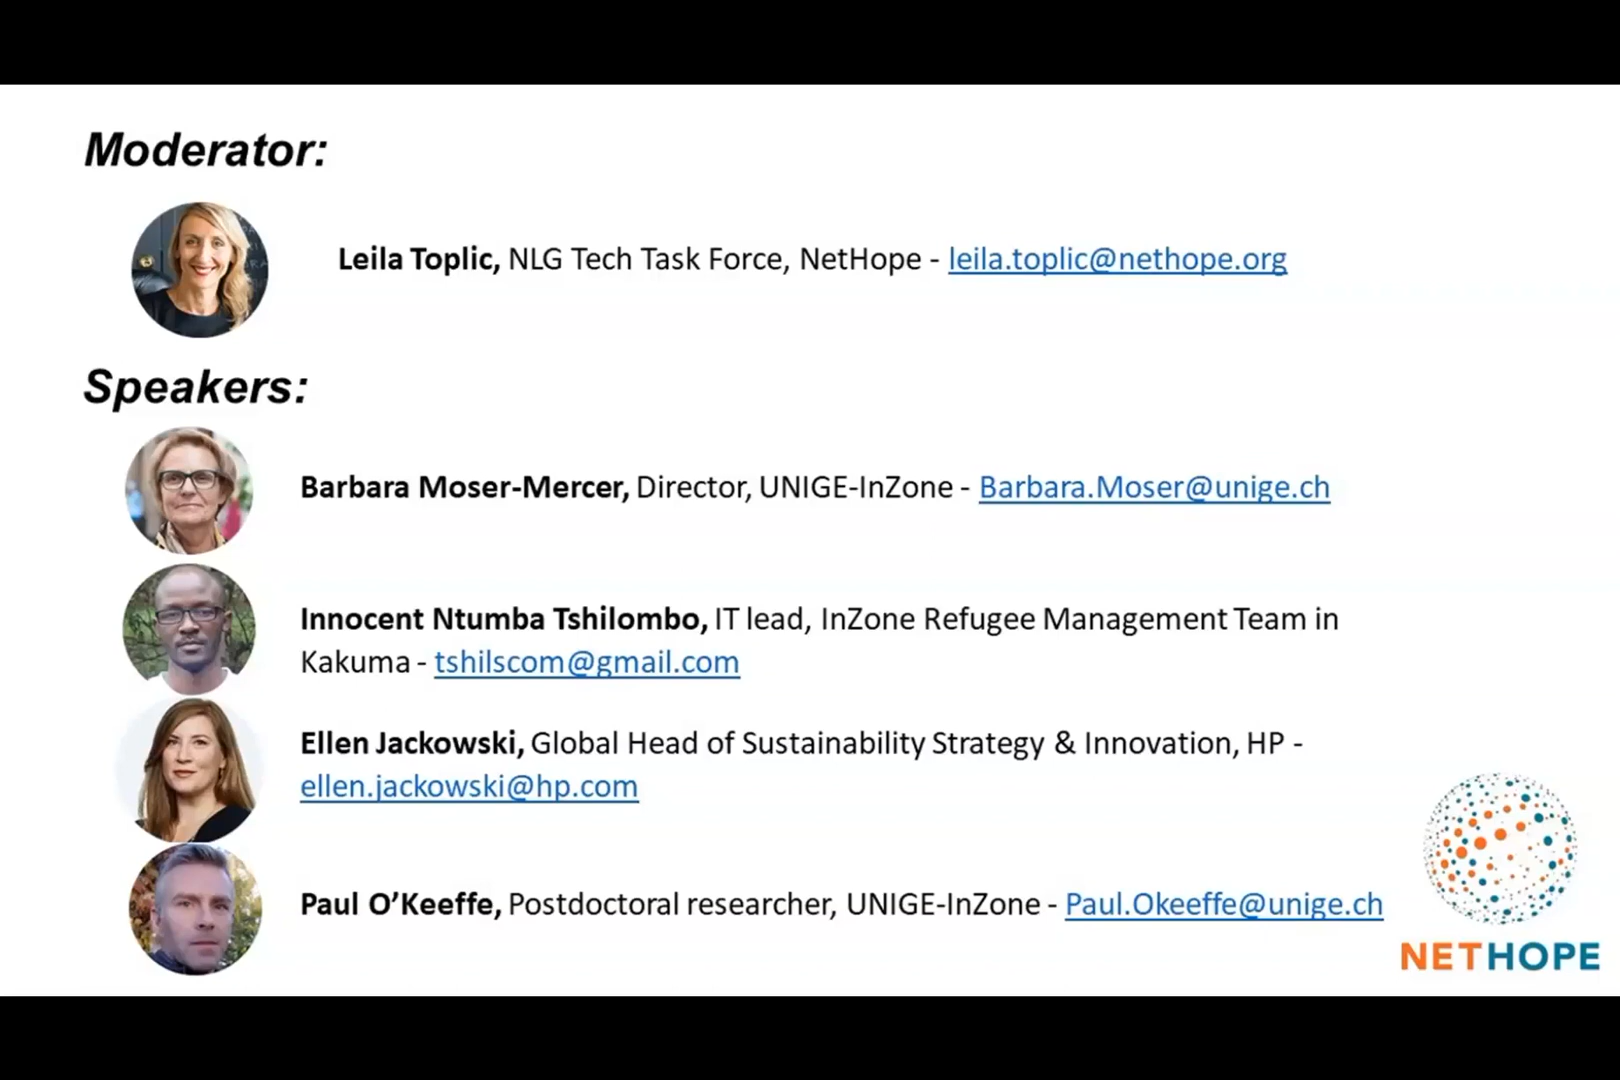 Moderator:
Leila Toplic, NLG Tech Task Force, NetHope - leila.toplic@nethope.org
Speakers:
Barbara Moser-Mercer, Director, UNIGE-InZone - Barbara.Moser@unige.ch
Innocent Ntumba Tshilombo, IT lead, InZone Refugee Management Team in
Kakuma - tshilscom@gmail.com
Ellen Jackowski, Global Head of Sustainability Strategy & Innovation, HP -
ellen.jackowski@hp.com
Paul O’Keeffe, Postdoctoral researcher, UNIGE-InZone - Paul.Okeeffe@unige.ch
NETHOPE